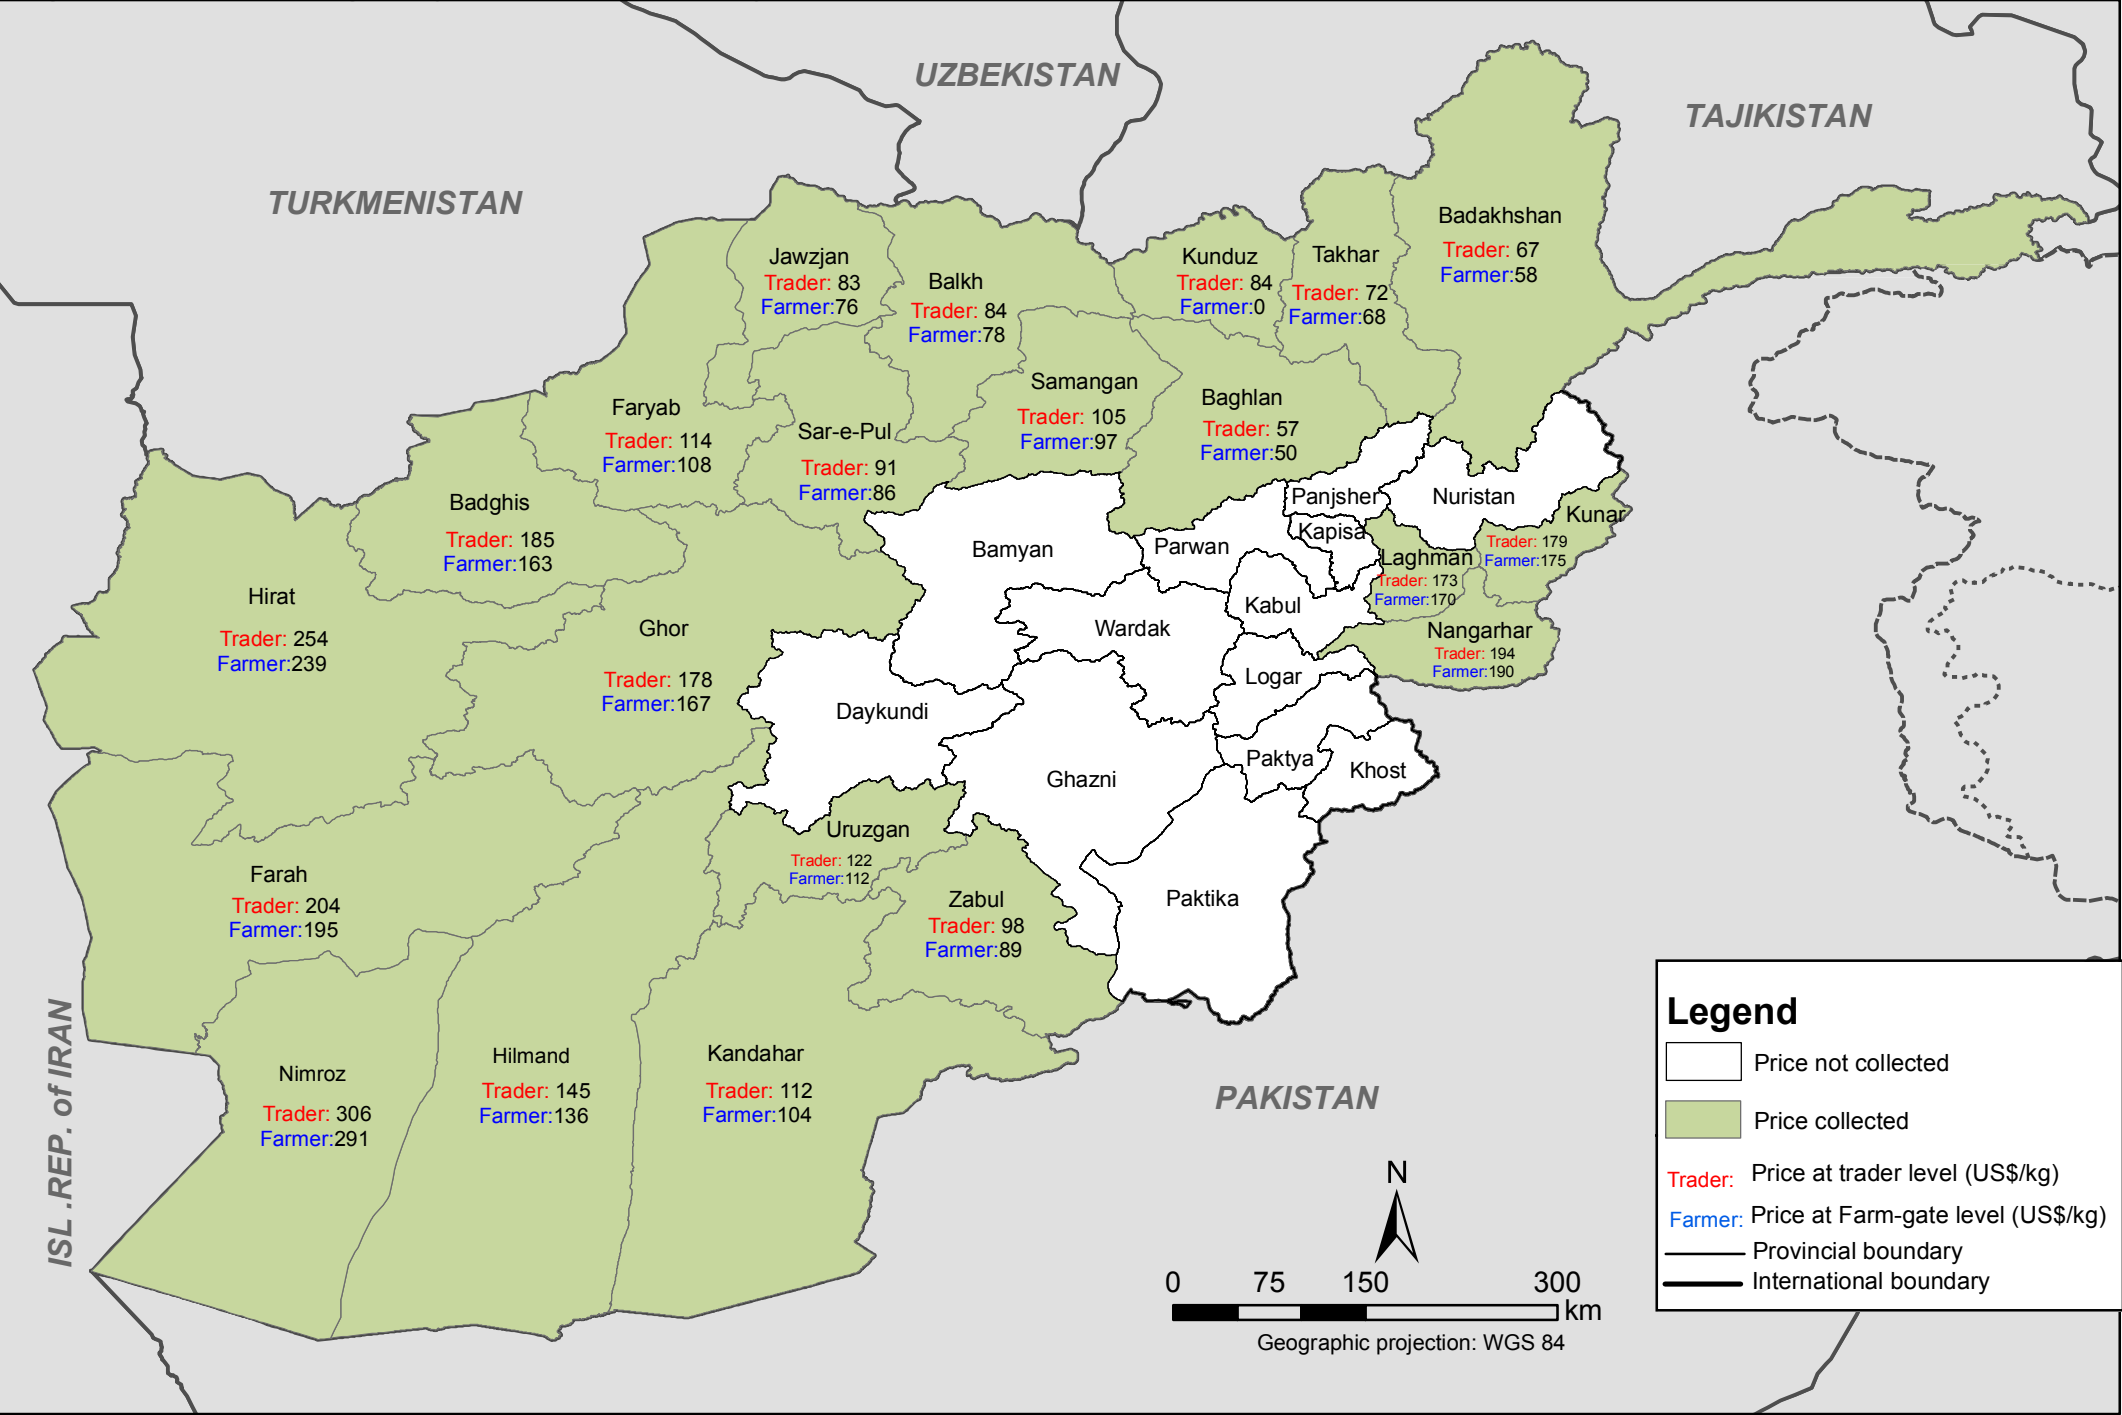 UZBEKISTAN
TAJIKISTAN
TURKMENISTAN
Badakhshan
Trader: 67
Farmer:58
Jawzjan
Trader: 83
Farmer:76
Balkh
Trader: 84
Farmer:78
Kunduz
Trader: 84
Farmer:0
Takhar
Trader: 72
Farmer:68
Samangan
Trader: 105
Farmer:97
Baghlan
Trader: 57
Farmer:50
Faryab
Trader: 114
Farmer:108
Sar-e-Pul
Trader: 91
Farmer:86
Badghis
Trader: 185
Farmer:163
Panjsher
Nuristan
Kunar
Trader: 179
Farmer:175
Kapisa
Parwan
Bamyan
Laghman
Trader: 173
Farmer:170
Hirat
Trader: 254
Farmer:239
Ghor
Trader: 178
Farmer:167
Wardak
Kabul
Nangarhar
Trader: 194
Farmer:190
Logar
Daykundi
Ghazni
Paktya
Khost
Uruzgan
Trader: 122
Farmer:112
Farah
Trader: 204
Farmer:195
Zabul
Trader: 98
Farmer:89
Paktika
Nimroz
Trader: 306
Farmer:291
Hilmand
Trader: 145
Farmer:136
Kandahar
Trader: 112
Farmer:104
ISL .REP. of IRAN
PAKISTAN
N
0 75 150 300
km
Geographic projection: WGS 84
Legend
Price not collected
Price collected
Trader: Price at trader level (US$/kg)
Farmer: Price at Farm-gate level (US$/kg)
Provincial boundary
International boundary